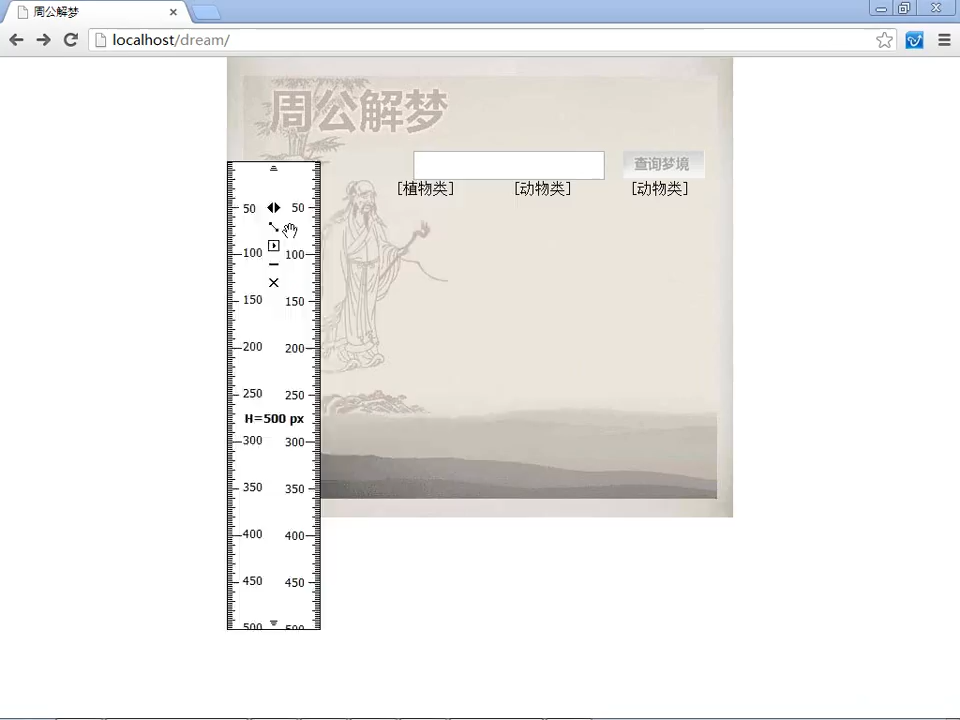 周公解梦
localhost/dream/
周公解梦
查询梦境
[植物类] [动物类] [动物类]
50 50
100 100
150 150
200 200
250 250
H=500 px
300 300
350 350
400 400
450 450
500 500